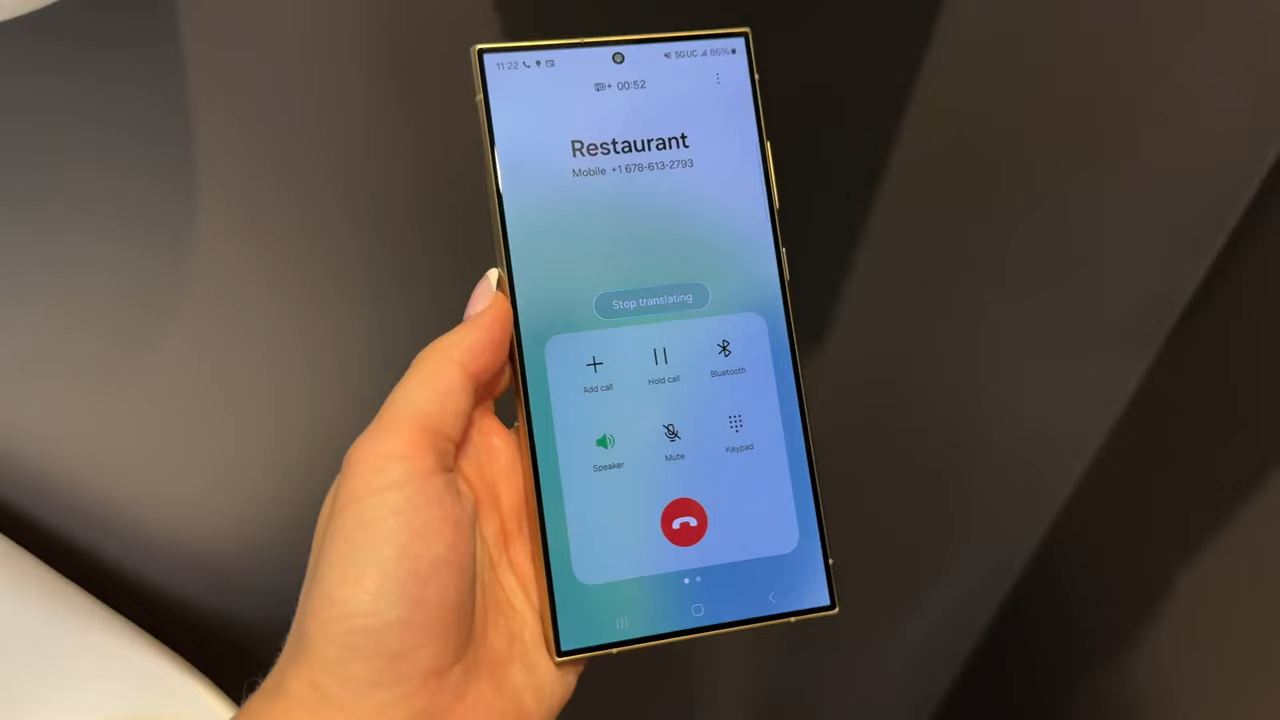 11:22 5G UC 86%
00:52
Restaurant
Mobile +1 678-613-2793
Stop translating
Add call Hold call Bluetooth
Speaker Mute Keypad